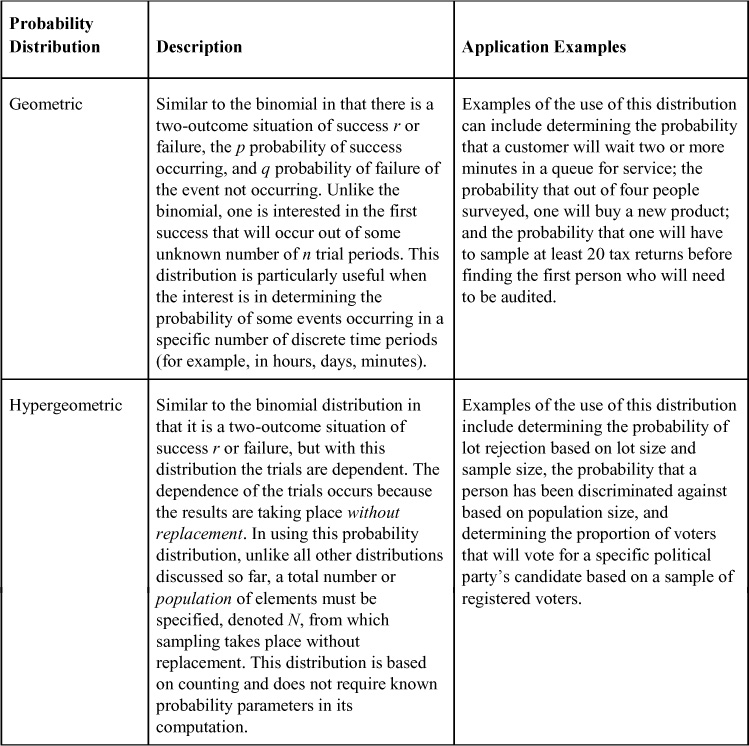 Probability
Distribution
Description
Application Examples
Geometric
Similar to the binomial in that there is a
two-outcome situation of success r or
failure, the p probability of success
occurring, and q probability of failure of
the event not occurring. Unlike the
binomial, one is interested in the first
success that will occur out of some
unknown number of n trial periods. This
distribution is particularly useful when
the interest is in determining the
probability of some events occurring in a
specific number of discrete time periods
(for example, in hours, days, minutes).
Examples of the use of this distribution
can include determining the probability
that a customer will wait two or more
minutes in a queue for service; the
probability that out of four people
surveyed, one will buy a new product;
and the probability that one will have
to sample at least 20 tax returns before
finding the first person who will need
to be audited.
Hypergeometric
Similar to the binomial distribution in
that it is a two-outcome situation of
success r or failure, but with this
distribution the trials are dependent. The
dependence of the trials occurs because
the results are taking place without
replacement. In using this probability
distribution, unlike all other distributions
discussed so far, a total number or
population of elements must be
specified, denoted N, from which
sampling takes place without
replacement. This distribution is based
on counting and does not require known
probability parameters in its
computation.
Examples of the use of this distribution
include determining the probability of
lot rejection based on lot size and
sample size, the probability that a
person has been discriminated against
based on population size, and
determining the proportion of voters
that will vote for a specific political
party’s candidate based on a sample of
registered voters.